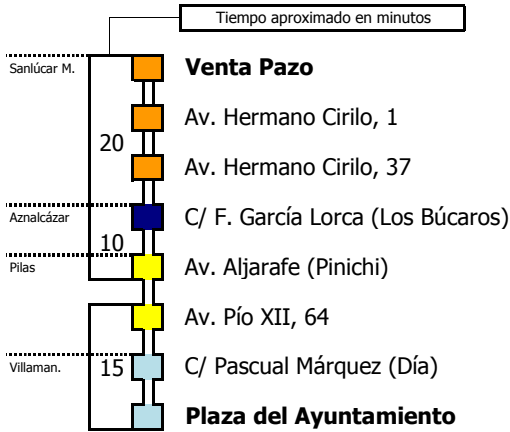 Tiempo aproximado en minutos
Sanlúcar M.
Venta Pazo
Av. Hermano Cirilo, 1
20
Av. Hermano Cirilo, 37
Aznalcázar
C/ F. García Lorca (Los Búcaros)
10
Pilas
Av. Aljarafe (Pinichi)
Av. Pío XII, 64
Villaman.
15
C/ Pascual Márquez (Día)
Plaza del Ayuntamiento